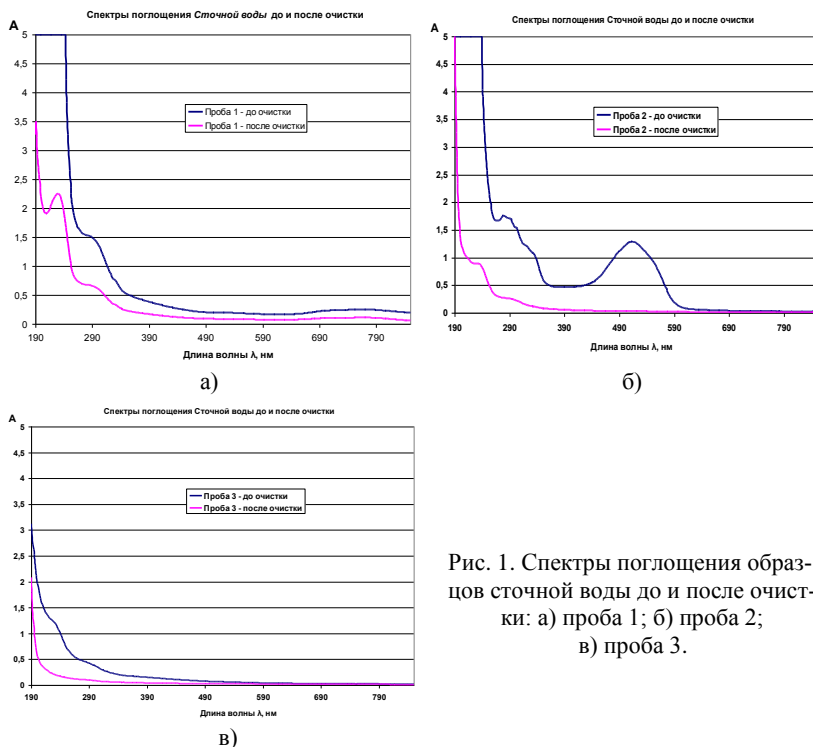 Спектры поглощения Сточной воды до и после очистки
А
5
4,5
4
3,5
3
2,5
2
1,5
1
0,5
0
190 290 390 490 590 690 790
Длина волны λ, нм
Проба 1 - до очистки
Проба 1 - после очистки
а)
Спектры поглощения Сточной воды до и после очистки
А
5
4,5
4
3,5
3
2,5
2
1,5
1
0,5
0
190 290 390 490 590 690 790
Длина волны λ, нм
Проба 2 - до очистки
Проба 2 - после очистки
б)
Спектры поглощения Сточной воды до и после очистки
А
5
4,5
4
3,5
3
2,5
2
1,5
1
0,5
0
190 290 390 490 590 690 790
Длина волны λ, нм
Проба 3 - до очистки
Проба 3 - после очистки
в)
Рис. 1. Спектры поглощения образ-
цов сточной воды до и после очист-
ки: а) проба 1; б) проба 2;
в) проба 3.